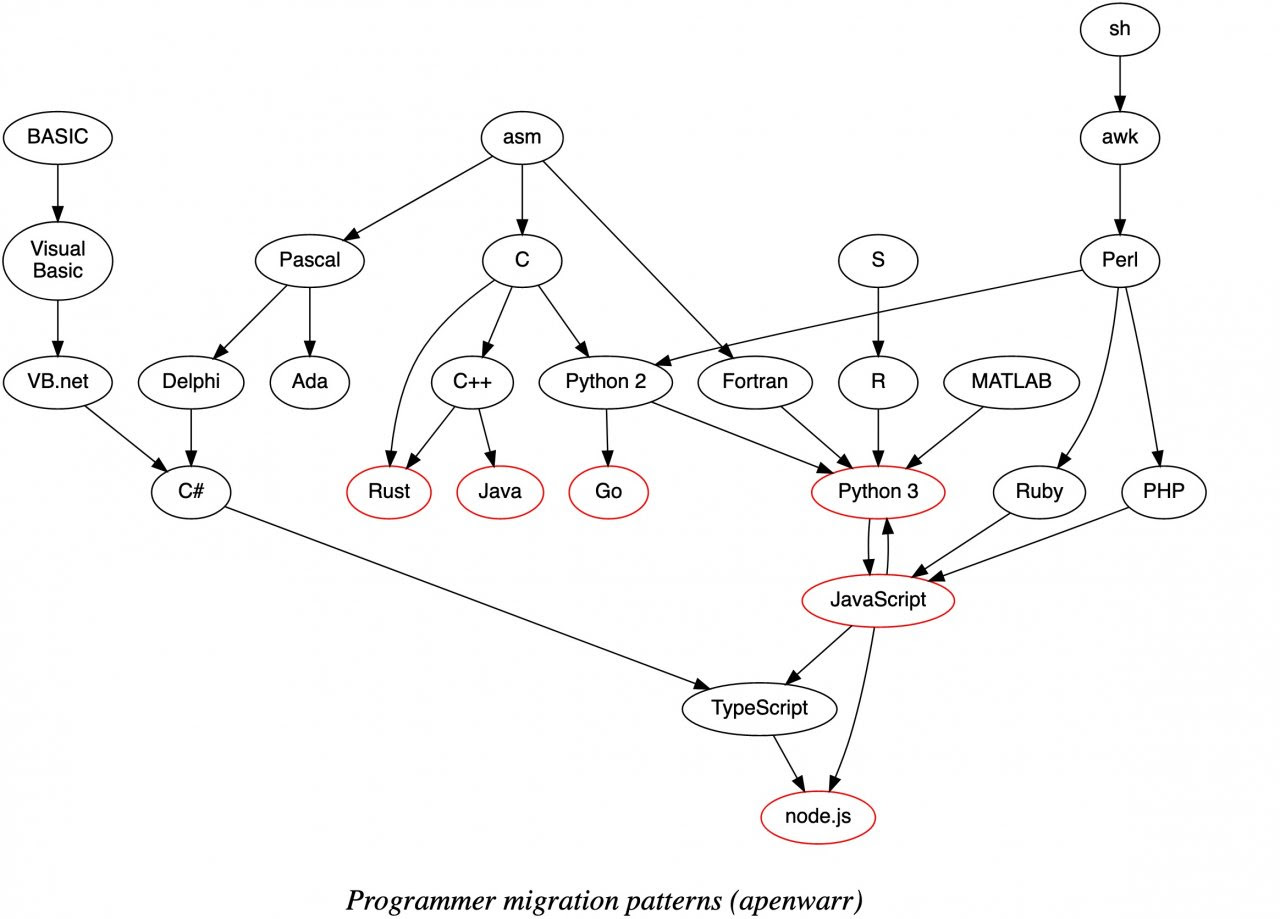 sh
BASIC
asm
awk
Visual
Basic
Pascal
C
S
Perl
VB.net
Delphi
Ada
C++
Python 2
Fortran
R
MATLAB
C#
Rust
Java
Go
Python 3
Ruby
PHP
JavaScript
TypeScript
node.js
Programmer migration patterns (apenwarr)